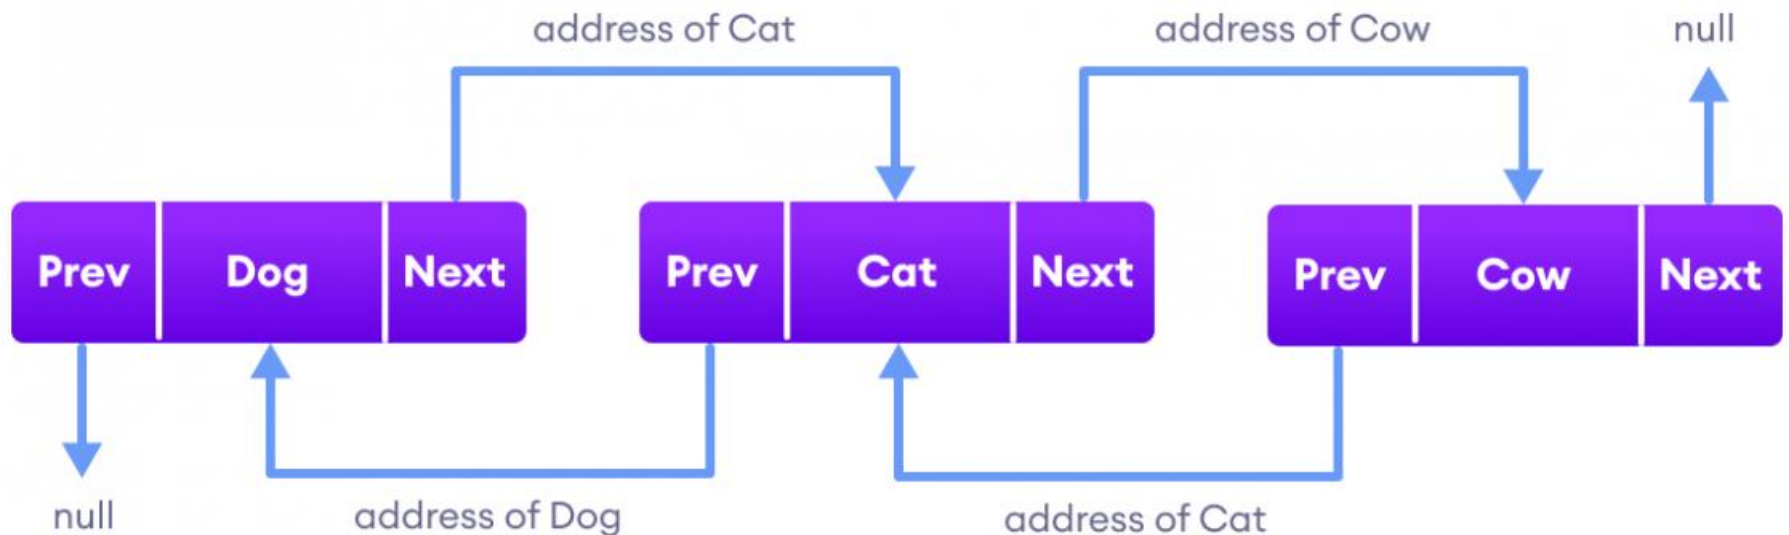 address of Cat
address of Cow
null
Prev Dog Next
Prev Cat Next
Prev Cow Next
null
address of Dog
address of Cat